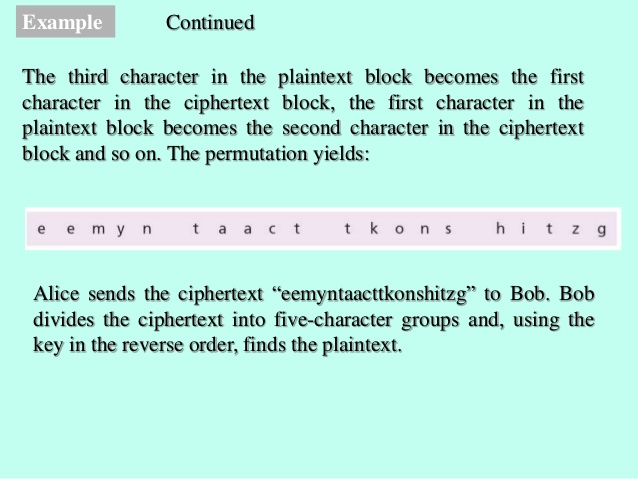 Example Continued
The third character in the plaintext block becomes the first
character in the ciphertext block, the first character in the
plaintext block becomes the second character in the ciphertext
block and so on. The permutation yields:
e e m y n t a a c t t k o n s h i t z g
Alice sends the ciphertext “eemyntaacttkonshitzg” to Bob. Bob
divides the ciphertext into five-character groups and, using the
key in the reverse order, finds the plaintext.